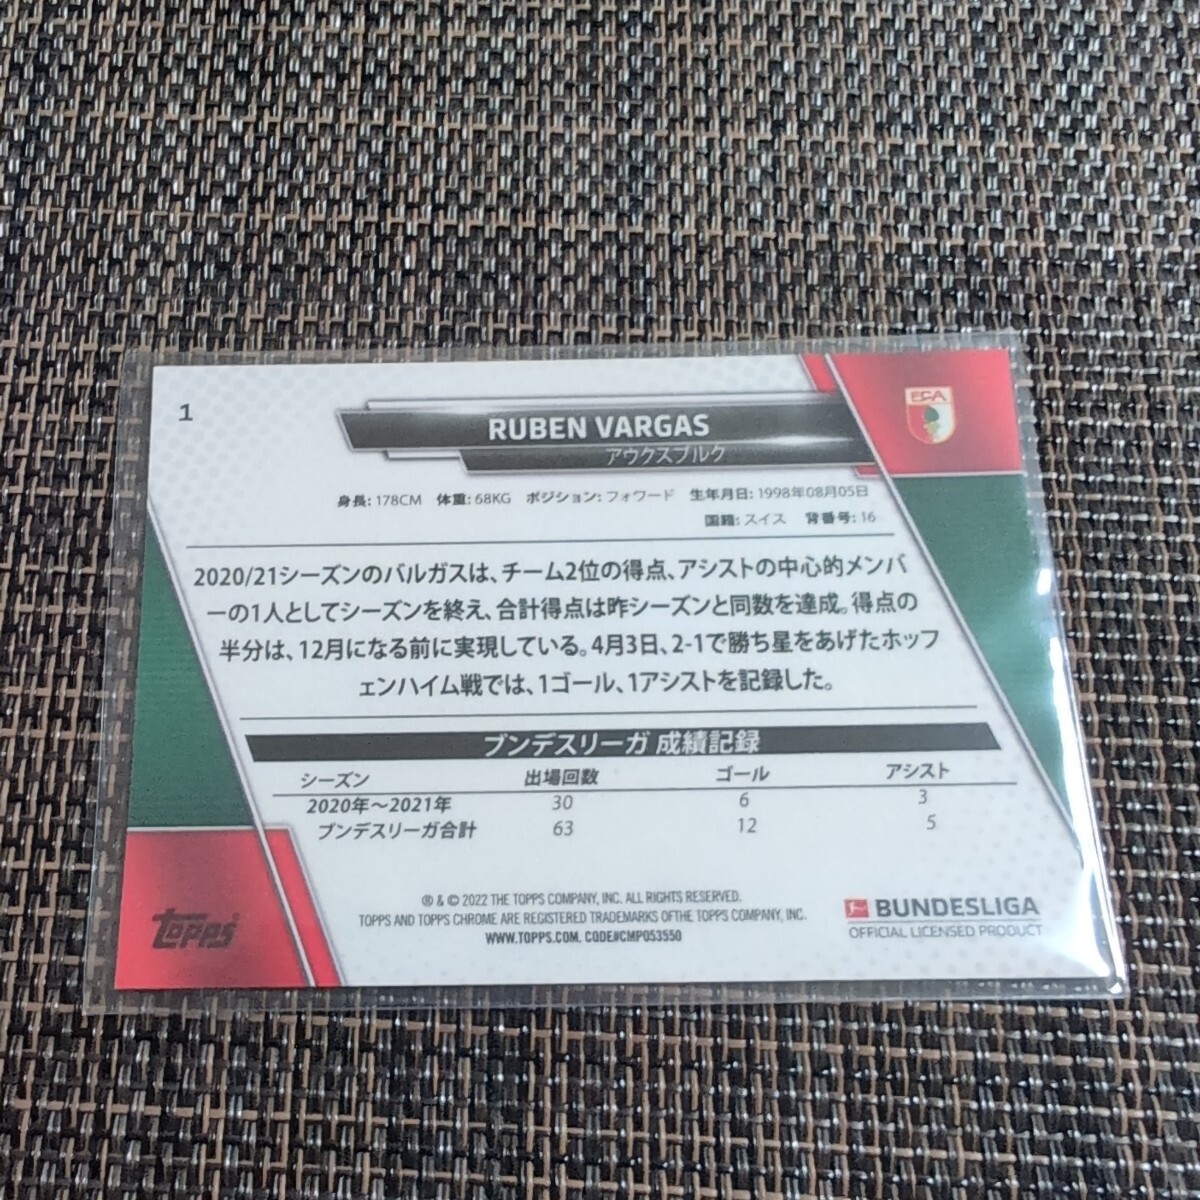 1
FCA
RUBEN VARGAS
アウクスブルク
身長: 178CM 体重: 68KG ポジション: フォワード 生年月日: 1998年08月05日
国籍: スイス 背番号: 16
2020/21シーズンのバルガスは、チーム2位の得点、アシストの中心的メンバ
ーの1人としてシーズンを終え、合計得点は昨シーズンと同数を達成。得点の
半分は、12月になる前に実現している。4月3日、2-1で勝ち星をあげたホッフ
ェンハイム戦では、1ゴール、1アシストを記録した。
ブンデスリーガ 成績記録
シーズン 出場回数 ゴール アシスト
2020年～2021年 30 6 3
ブンデスリーガ合計 63 12 5
® & © 2022 THE TOPPS COMPANY, INC. ALL RIGHTS RESERVED.
TOPPS AND TOPPS CHROME ARE REGISTERED TRADEMARKS OFTHE TOPPS COMPANY, INC.
WWW.TOPPS.COM. CODE#CMP053550
topps
BUNDESLIGA
OFFICIAL LICENSED PRODUCT